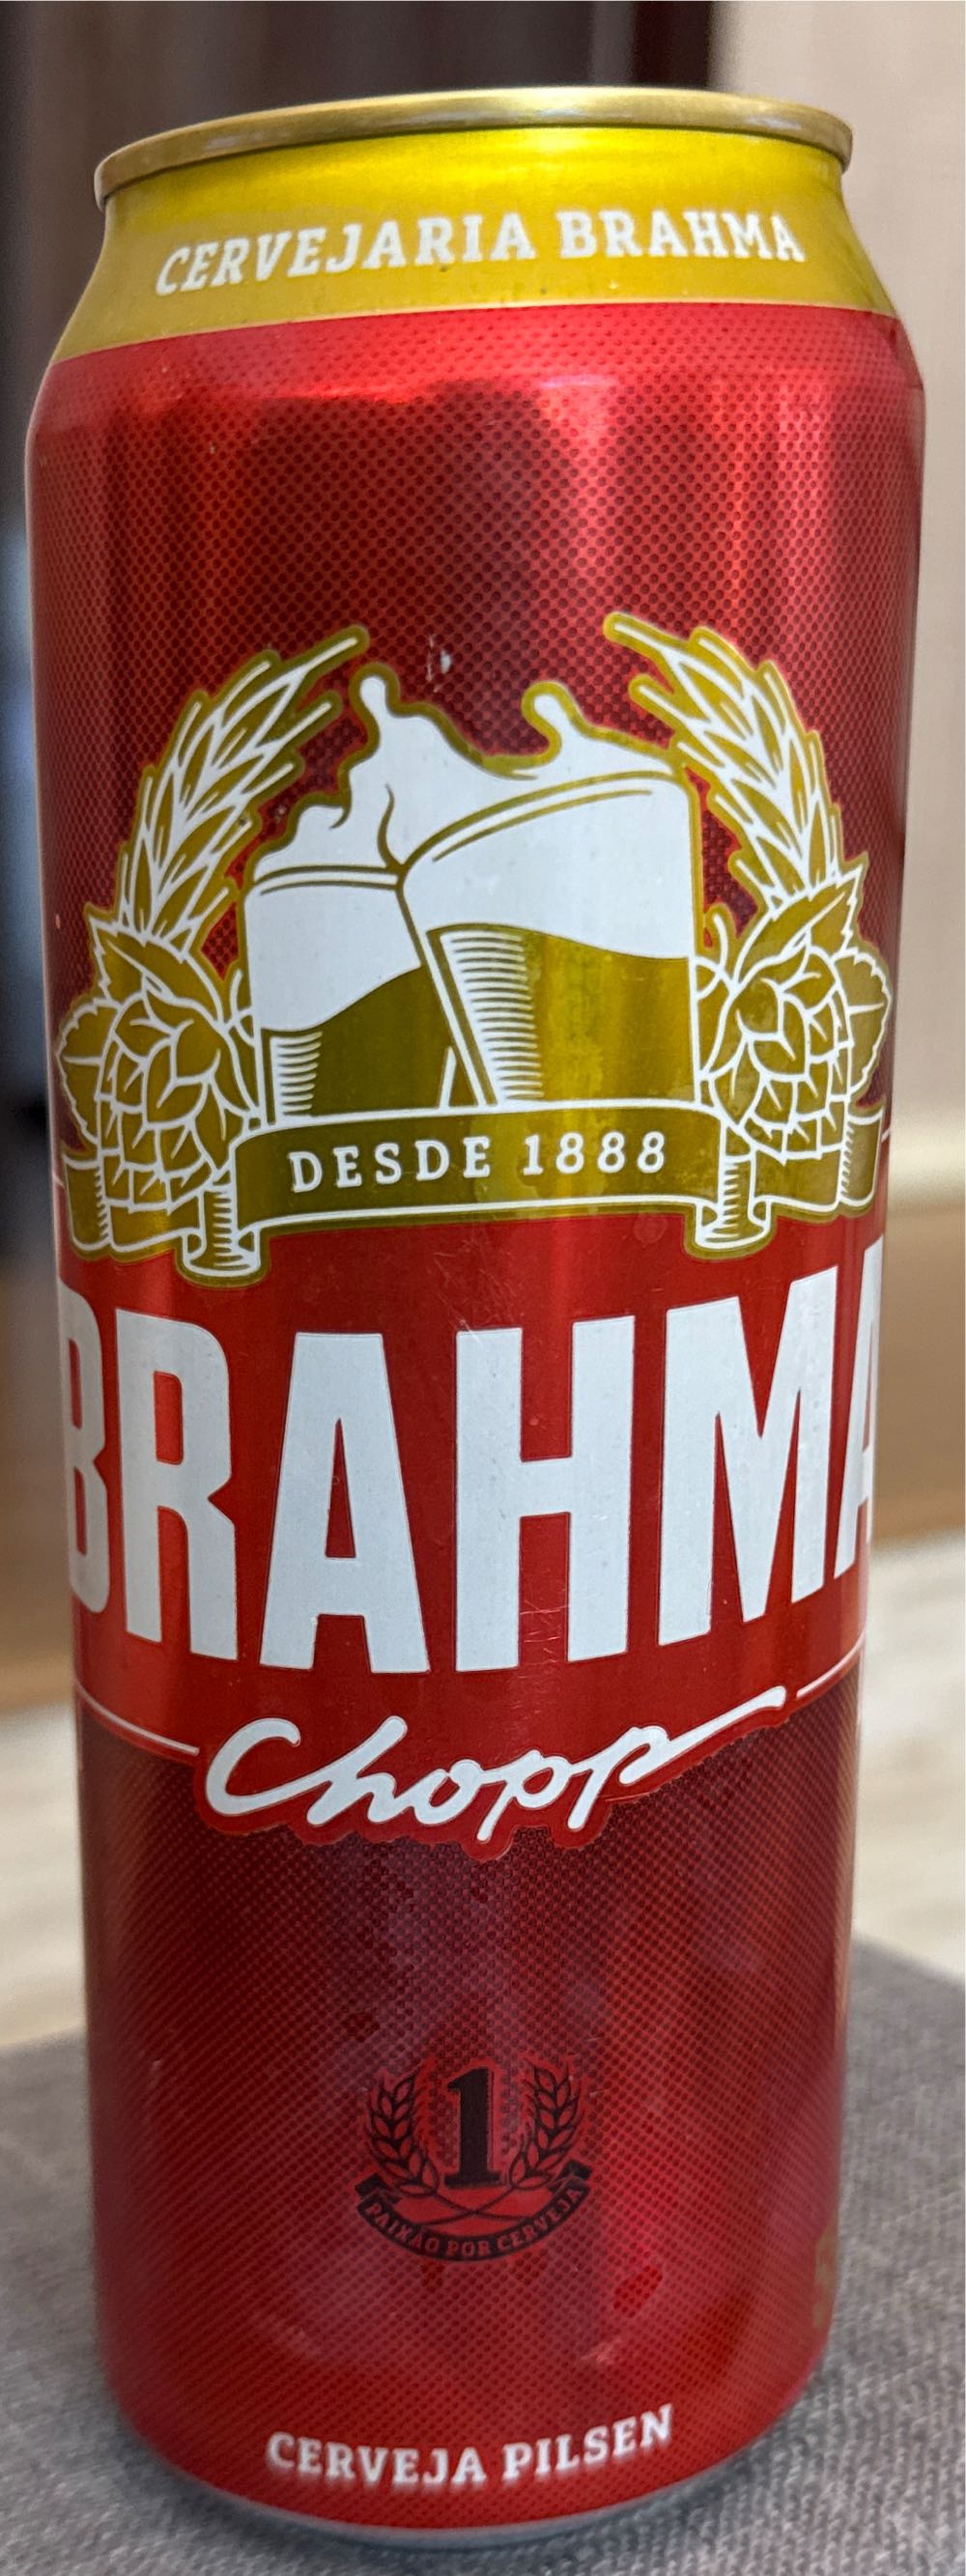 CERVEJARIA BRAHMA
DESDE 1888
BRAHMA
Chopp
1
PAIXÃO POR CERVEJA
CERVEJA PILSEN